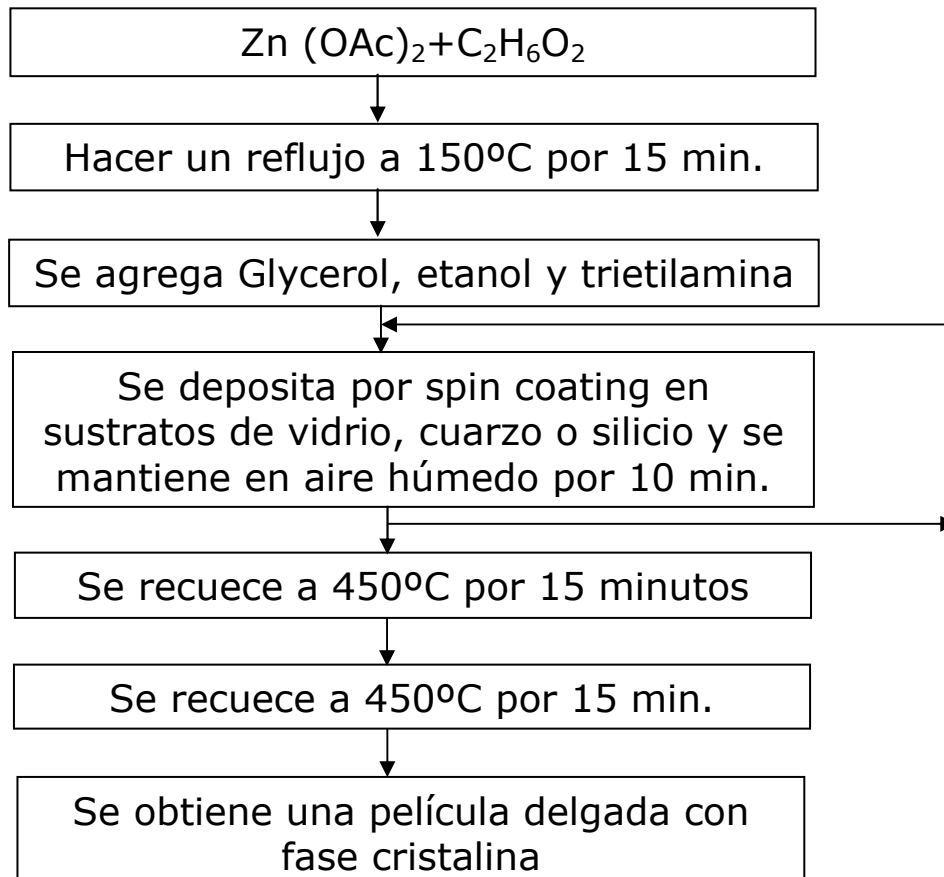 Zn (OAc)₂+C₂H₆O₂
Hacer un reflujo a 150ºC por 15 min.
Se agrega Glycerol, etanol y trietilamina
Se deposita por spin coating en
sustratos de vidrio, cuarzo o silicio y se
mantiene en aire húmedo por 10 min.
Se recuece a 450ºC por 15 minutos
Se recuece a 450ºC por 15 min.
Se obtiene una película delgada con
fase cristalina